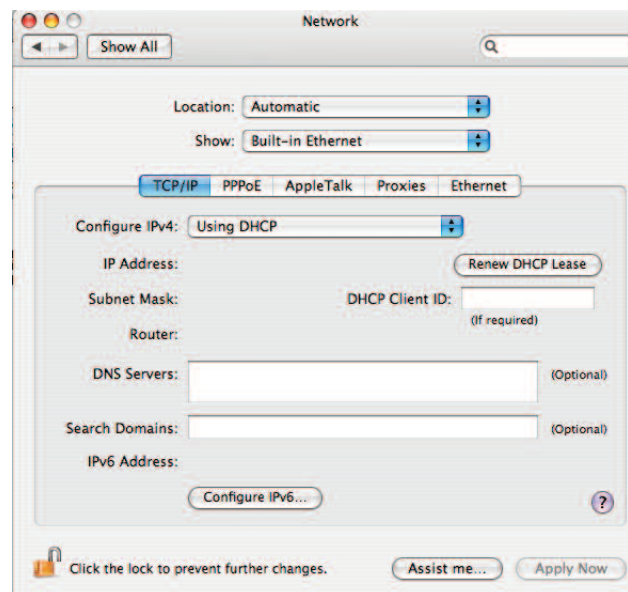 Network
Show All
Location: Automatic
Show: Built-in Ethernet
TCP/IP PPPoE AppleTalk Proxies Ethernet
Configure IPv4: Using DHCP
IP Address: Renew DHCP Lease
Subnet Mask: DHCP Client ID:
(If required)
Router:
DNS Servers: (Optional)
Search Domains: (Optional)
IPv6 Address:
Configure IPv6... ?
Click the lock to prevent further changes. Assist me... Apply Now